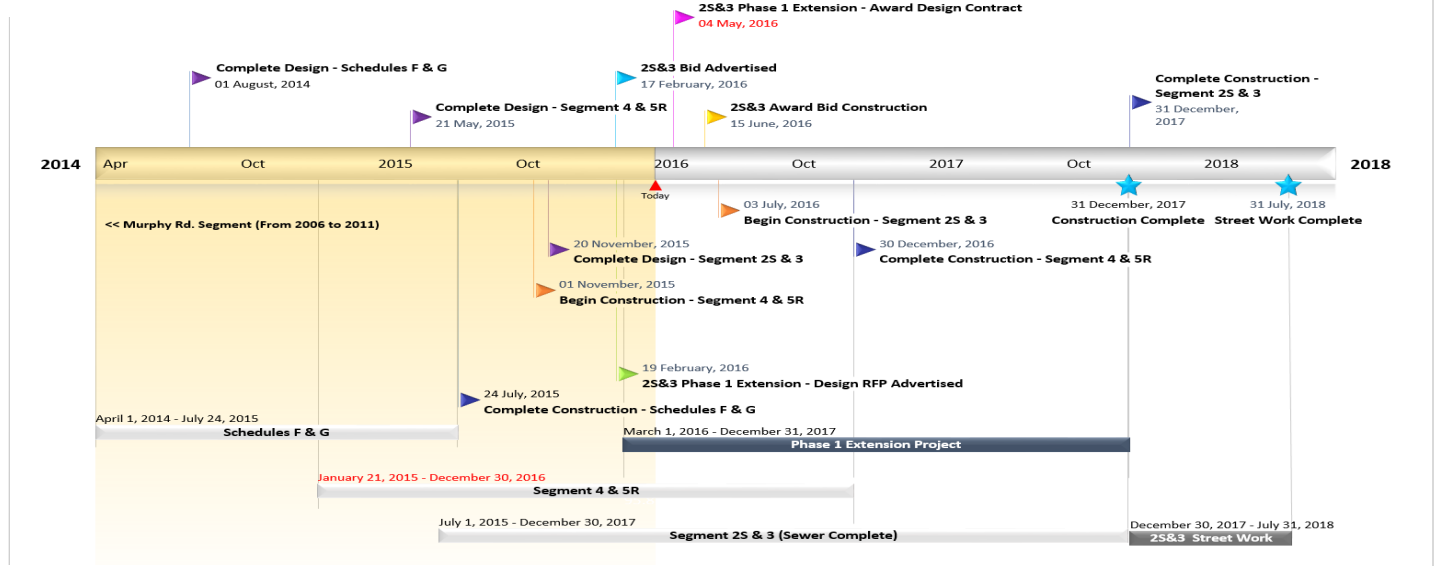 2S&3 Phase 1 Extension - Award Design Contract
04 May, 2016
Complete Design - Schedules F & G
01 August, 2014
2S&3 Bid Advertised
17 February, 2016
Complete Construction -
Segment 2S & 3
31 December,
2017
Complete Design - Segment 4 & 5R
21 May, 2015
2S&3 Award Bid Construction
15 June, 2016
2014 Apr Oct 2015 Oct 2016 Oct 2017 Oct 2018 2018
Today
<< Murphy Rd. Segment (From 2006 to 2011)
03 July, 2016
Begin Construction - Segment 2S & 3
31 December, 2017
Construction Complete
31 July, 2018
Street Work Complete
20 November, 2015
Complete Design - Segment 2S & 3
30 December, 2016
Complete Construction - Segment 4 & 5R
01 November, 2015
Begin Construction - Segment 4 & 5R
19 February, 2016
2S&3 Phase 1 Extension - Design RFP Advertised
24 July, 2015
Complete Construction - Schedules F & G
April 1, 2014 - July 24, 2015
Schedules F & G
March 1, 2016 - December 31, 2017
Phase 1 Extension Project
January 21, 2015 - December 30, 2016
Segment 4 & 5R
July 1, 2015 - December 30, 2017
Segment 2S & 3 (Sewer Complete)
December 30, 2017 - July 31, 2018
2S&3 Street Work